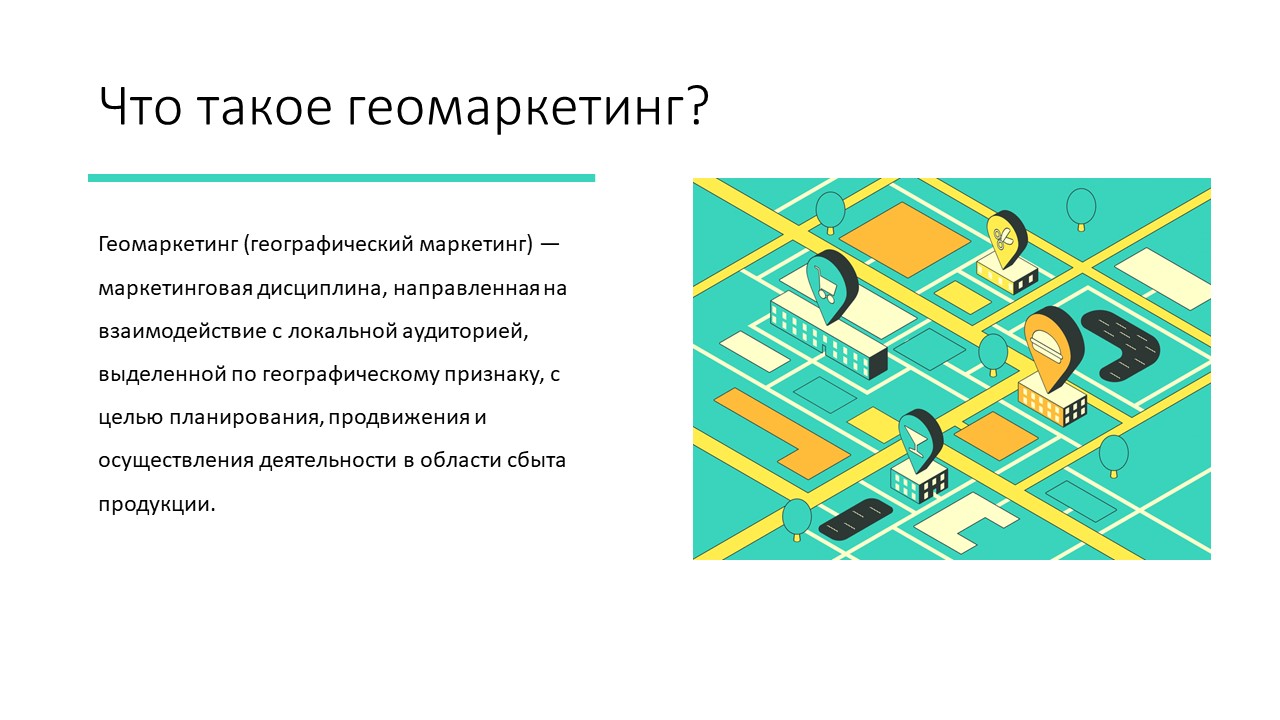 Что такое геомаркетинг?
Геомаркетинг (географический маркетинг) —
маркетинговая дисциплина, направленная на
взаимодействие с локальной аудиторией,
выделенной по географическому признаку, с
целью планирования, продвижения и
осуществления деятельности в области сбыта
продукции.